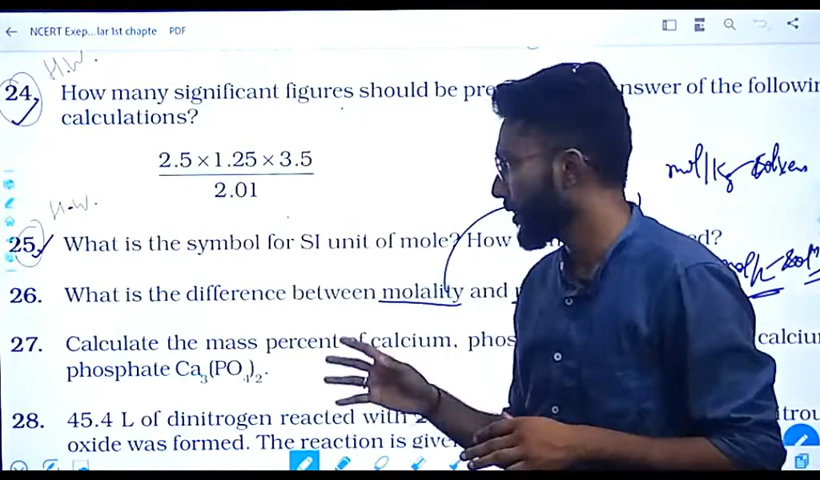 NCERT Exep...lar 1st chapte PDF
H.W.
24. How many significant figures should be pre nswer of the followin
calculations?
2.5×1.25×3.5
2.01
mol/kg solven
H.W.
25. What is the symbol for SI unit of mole? How d?
26. What is the difference between molality and
27. Calculate the mass percent of calcium, phos calciu
phosphate Ca₃(PO₄)₂.
28. 45.4 L of dinitrogen reacted with 2 itrou
oxide was formed. The reaction is give